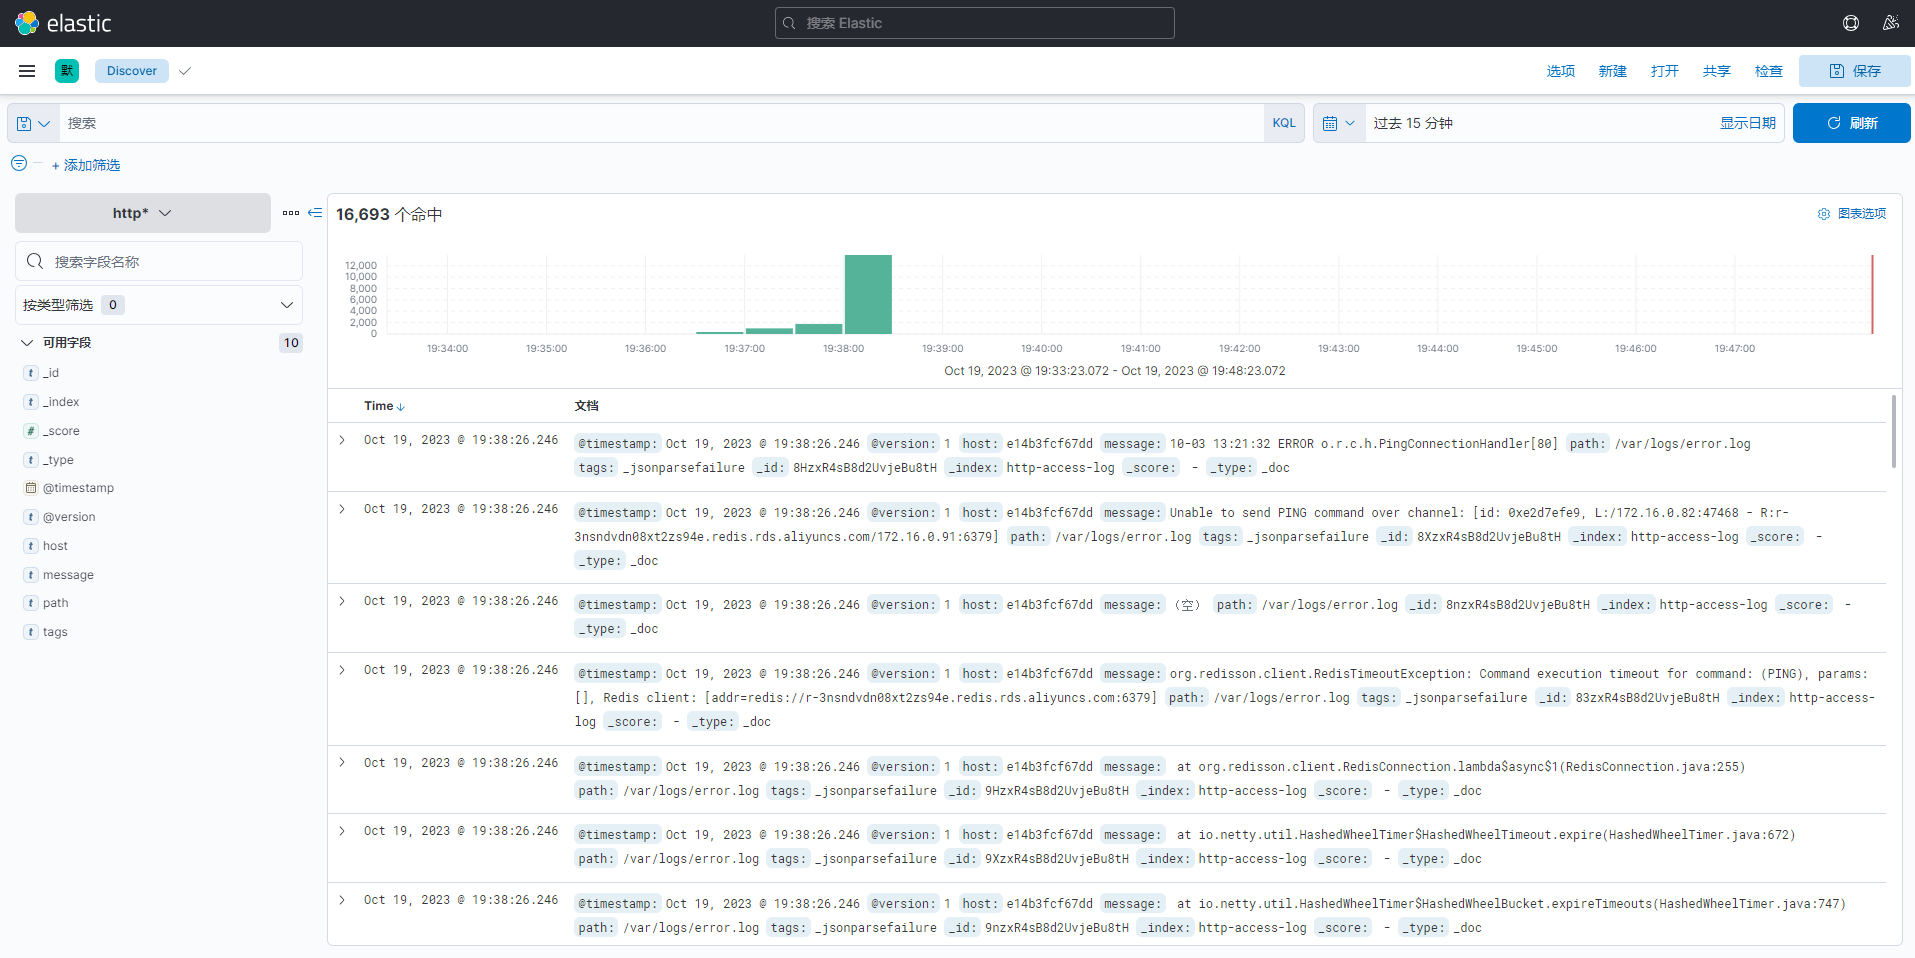 elastic
搜索 Elastic
默
Discover
选项
新建
打开
共享
检查
保存
搜索
KQL
过去 15 分钟
显示日期
刷新
+ 添加筛选
http*
搜索字段名称
按类型筛选 0
可用字段 10
t _id
t _index
# _score
t _type
@timestamp
t @version
t host
t message
t path
t tags
16,693 个命中
图表选项
12,000
10,000
8,000
6,000
4,000
2,000
0
19:34:00 19:35:00 19:36:00 19:37:00 19:38:00 19:39:00 19:40:00 19:41:00 19:42:00 19:43:00 19:44:00 19:45:00 19:46:00 19:47:00
Oct 19, 2023 @ 19:33:23.072 - Oct 19, 2023 @ 19:48:23.072
Time 文档
Oct 19, 2023 @ 19:38:26.246 @timestamp: Oct 19, 2023 @ 19:38:26.246 @version: 1 host: e14b3fcf67dd message: 10-03 13:21:32 ERROR o.r.c.h.PingConnectionHandler[80] path: /var/logs/error.log
tags: _jsonparsefailure _id: 8HzxR4sB8d2UvjeBu8tH _index: http-access-log _score: - _type: _doc
Oct 19, 2023 @ 19:38:26.246 @timestamp: Oct 19, 2023 @ 19:38:26.246 @version: 1 host: e14b3fcf67dd message: Unable to send PING command over channel: [id: 0xe2d7efe9, L:/172.16.0.82:47468 - R:r-
3nsndvdn08xt2zs94e.redis.rds.aliyuncs.com/172.16.0.91:6379] path: /var/logs/error.log tags: _jsonparsefailure _id: 8XzxR4sB8d2UvjeBu8tH _index: http-access-log _score: -
_type: _doc
Oct 19, 2023 @ 19:38:26.246 @timestamp: Oct 19, 2023 @ 19:38:26.246 @version: 1 host: e14b3fcf67dd message: （空） path: /var/logs/error.log _id: 8nzxR4sB8d2UvjeBu8tH _index: http-access-log _score: -
_type: _doc
Oct 19, 2023 @ 19:38:26.246 @timestamp: Oct 19, 2023 @ 19:38:26.246 @version: 1 host: e14b3fcf67dd message: org.redisson.client.RedisTimeoutException: Command execution timeout for command: (PING), params:
[], Redis client: [addr=redis://r-3nsndvdn08xt2zs94e.redis.rds.aliyuncs.com:6379] path: /var/logs/error.log tags: _jsonparsefailure _id: 83zxR4sB8d2UvjeBu8tH _index: http-access-
log _score: - _type: _doc
Oct 19, 2023 @ 19:38:26.246 @timestamp: Oct 19, 2023 @ 19:38:26.246 @version: 1 host: e14b3fcf67dd message: at org.redisson.client.RedisConnection.lambda$async$1(RedisConnection.java:255)
path: /var/logs/error.log tags: _jsonparsefailure _id: 9HzxR4sB8d2UvjeBu8tH _index: http-access-log _score: - _type: _doc
Oct 19, 2023 @ 19:38:26.246 @timestamp: Oct 19, 2023 @ 19:38:26.246 @version: 1 host: e14b3fcf67dd message: at io.netty.util.HashedWheelTimer$HashedWheelTimeout.expire(HashedWheelTimer.java:672)
path: /var/logs/error.log tags: _jsonparsefailure _id: 9XzxR4sB8d2UvjeBu8tH _index: http-access-log _score: - _type: _doc
Oct 19, 2023 @ 19:38:26.246 @timestamp: Oct 19, 2023 @ 19:38:26.246 @version: 1 host: e14b3fcf67dd message: at io.netty.util.HashedWheelTimer$HashedWheelBucket.expireTimeouts(HashedWheelTimer.java:747)
path: /var/logs/error.log tags: _jsonparsefailure _id: 9nzxR4sB8d2UvjeBu8tH _index: http-access-log _score: - _type: _doc